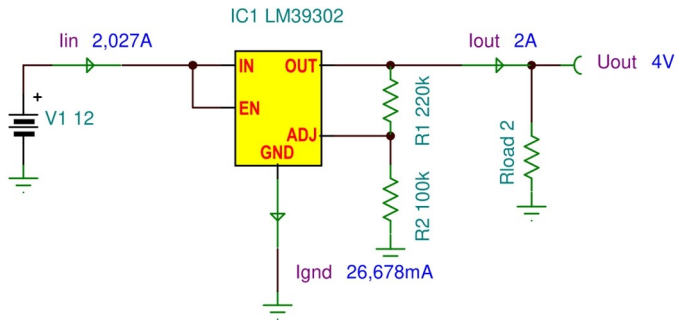 IC1 LM39302
Iin 2,027A
Iout 2A
Uout 4V
IN
OUT
EN
ADJ
GND
+
V1 12
R1 220k
R2 100k
Rload 2
Ignd 26,678mA